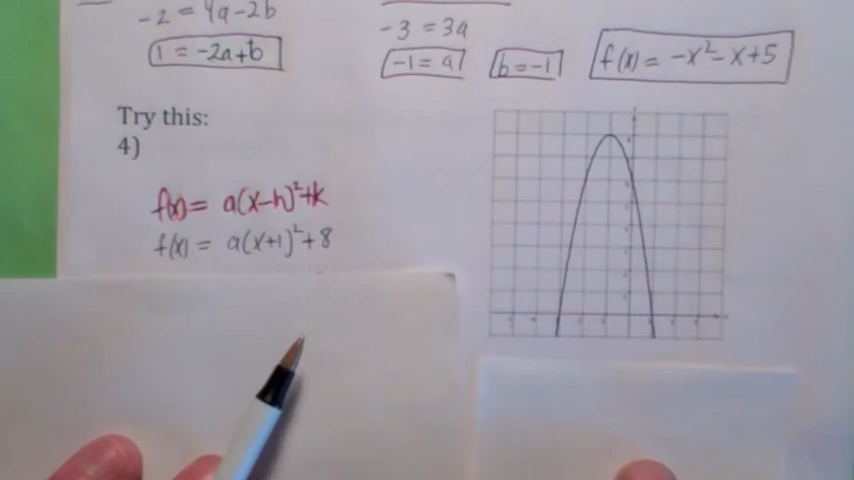 -2 = 4a-2b
1 = -2a+b
-3 = 3a
-1 = a
b=-1
f(x) = -x²-x+5
Try this:
4)
f(x) = a(x-h)²+k
f(x) = a(x+1)²+8